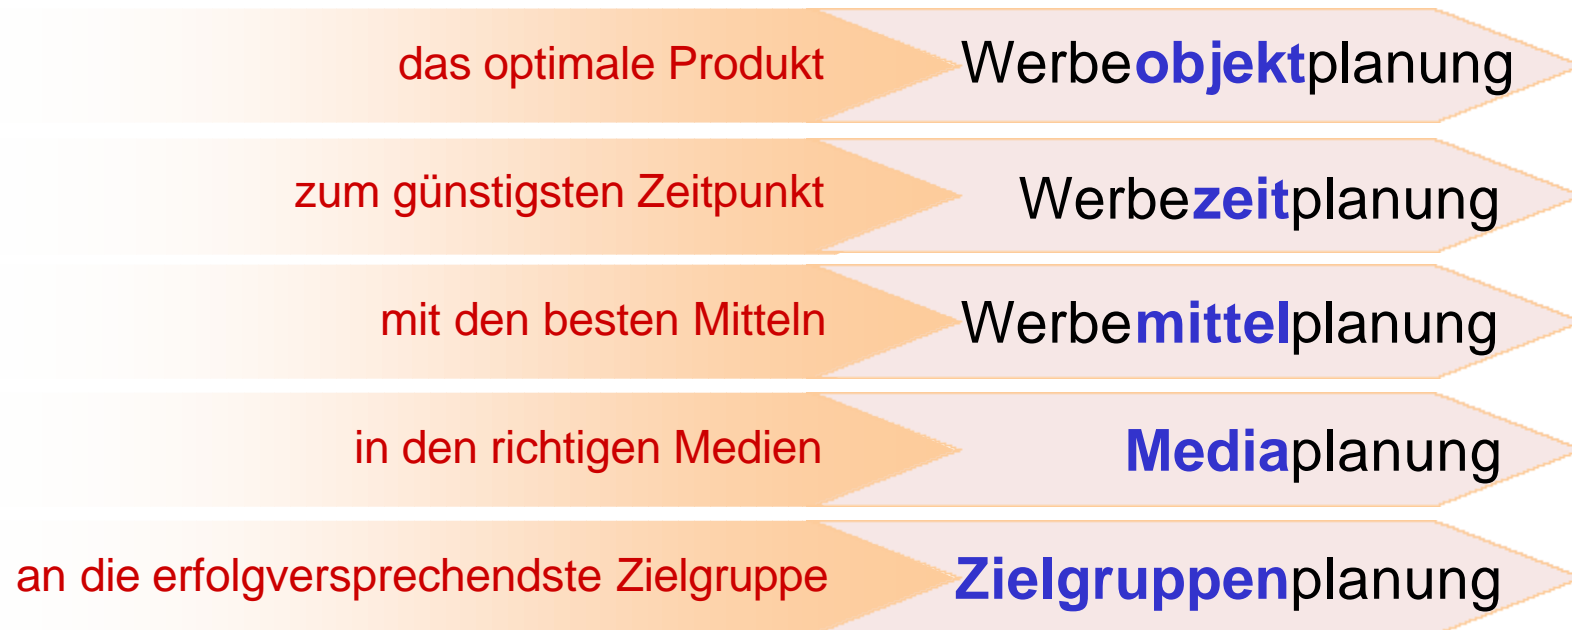 das optimale Produkt Werbeobjektplanung
zum günstigsten Zeitpunkt Werbezeitplanung
mit den besten Mitteln Werbemittelplanung
in den richtigen Medien Mediaplanung
an die erfolgversprechendste Zielgruppe Zielgruppenplanung